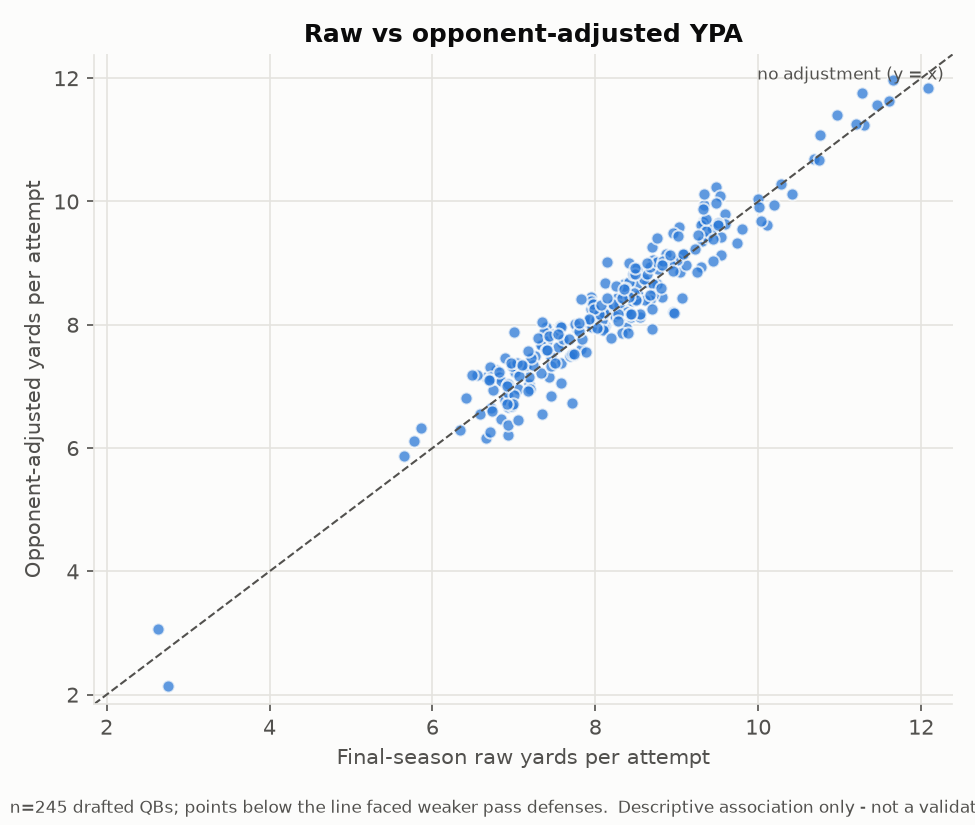 Raw vs opponent-adjusted YPA
no adjustment (y = x)
Opponent-adjusted yards per attempt
12
10
8
6
4
2
2 4 6 8 10 12
Final-season raw yards per attempt
n=245 drafted QBs; points below the line faced weaker pass defenses. Descriptive association only - not a validat